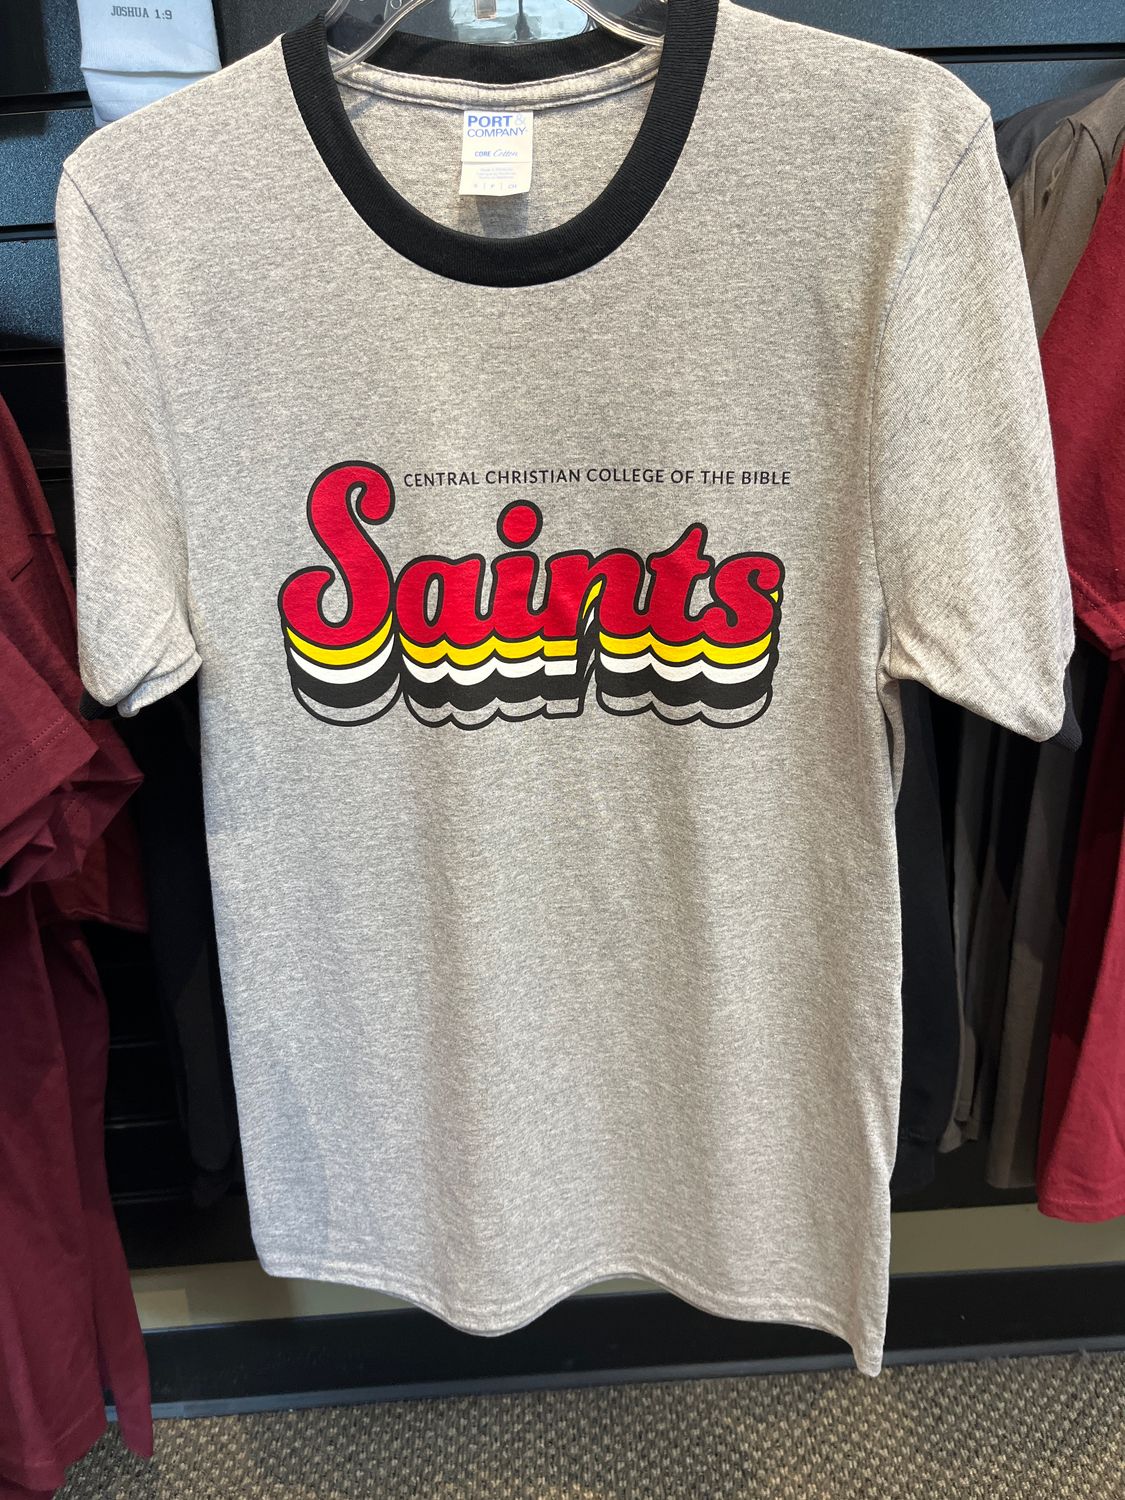 JOSHUA 1:9
PORT &
COMPANY
CORE Cotton
CENTRAL CHRISTIAN COLLEGE OF THE BIBLE
Saints